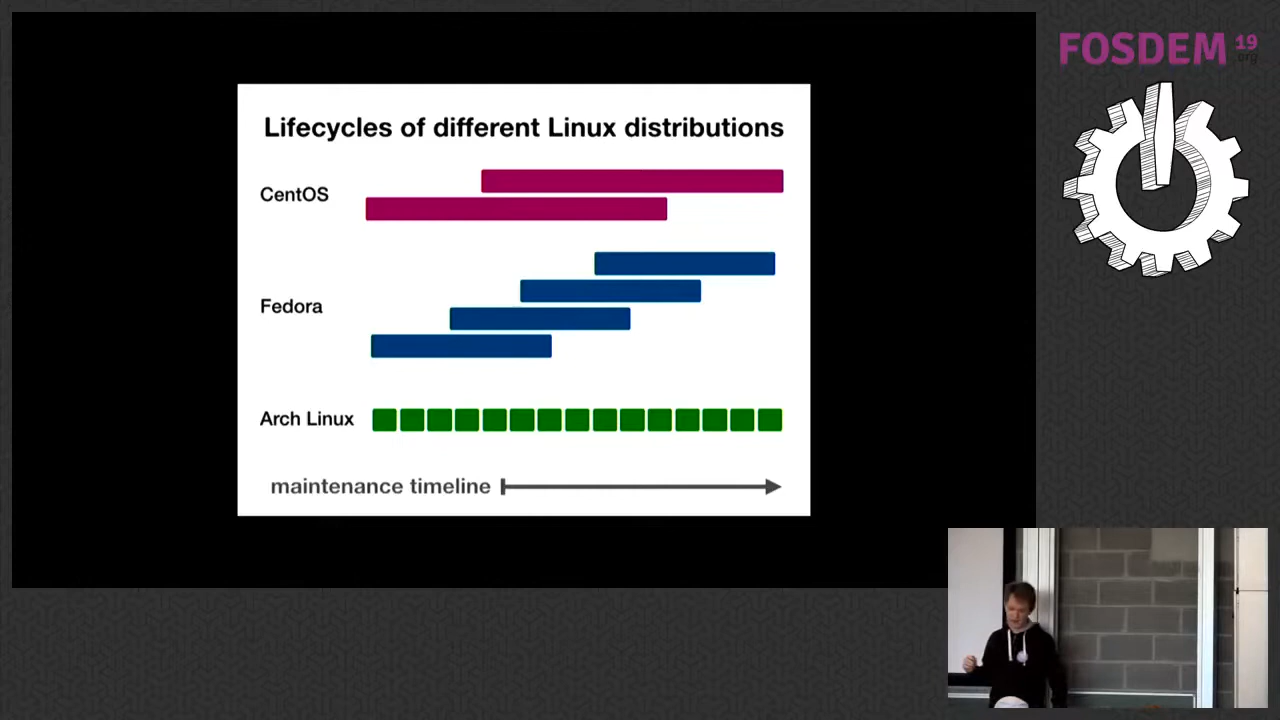 FOSDEM 19
.org
Lifecycles of different Linux distributions
CentOS
Fedora
Arch Linux
maintenance timeline